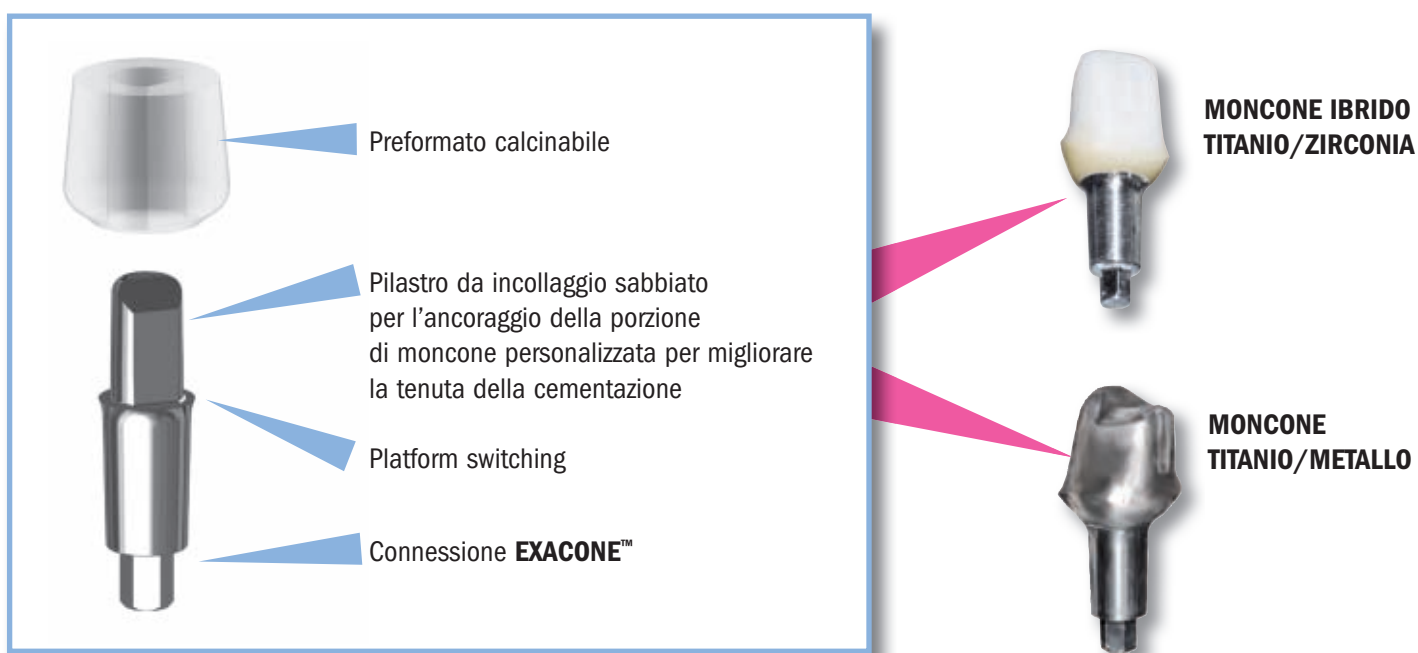 Preformato calcinabile
Pilastro da incollaggio sabbiato
per l'ancoraggio della porzione
di moncone personalizzata per migliorare
la tenuta della cementazione
Platform switching
Connessione EXACONE™
MONCONE IBRIDO
TITANIO/ZIRCONIA
MONCONE
TITANIO/METALLO